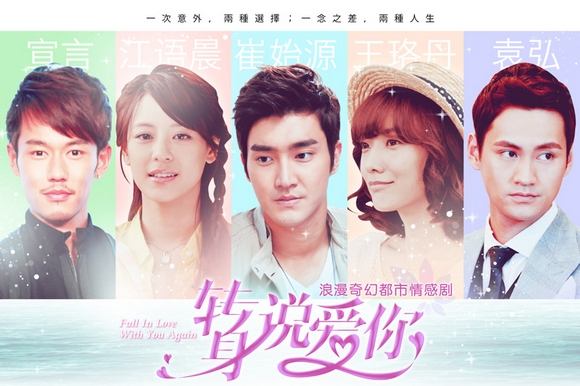 一次意外，兩種選擇；一念之差，兩種人生
宣言 江语晨 崔始源 王珞丹 袁弘
浪漫奇幻都市情感剧
Fall In Love
With You Again
转身说爱你